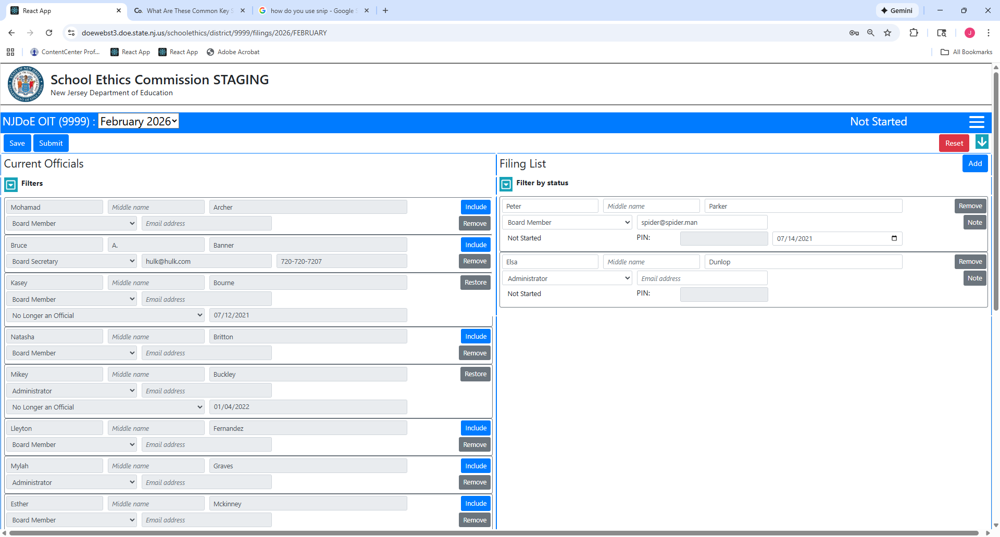 React App
What Are These Common Key S
how do you use snip - Google S
Gemini
doewebst3.doe.state.nj.us/schoolethics/district/9999/filings/2026/FEBRUARY
J
ContentCenter Prof...
React App
React App
Adobe Acrobat
All Bookmarks
School Ethics Commission STAGING
New Jersey Department of Education
NJDoE OIT (9999) : February 2026
Not Started
Save
Submit
Reset
Current Officials
Filters
Mohamad Middle name Archer Include
Board Member Email address Remove
Bruce A. Banner Include
Board Secretary hulk@hulk.com 720-720-7207 Remove
Kasey Middle name Bourne Restore
Board Member Email address
No Longer an Official 07/12/2021
Natasha Middle name Britton Include
Board Member Email address Remove
Mikey Middle name Buckley Restore
Administrator Email address
No Longer an Official 01/04/2022
Lleyton Middle name Fernandez Include
Board Member Email address Remove
Mylah Middle name Graves Include
Administrator Email address Remove
Esther Middle name Mckinney Include
Board Member Email address Remove
Filing List Add
Filter by status
Peter Middle name Parker Remove
Board Member spider@spider.man Note
Not Started PIN: 07/14/2021
Elsa Middle name Dunlop Remove
Administrator Email address Note
Not Started PIN: